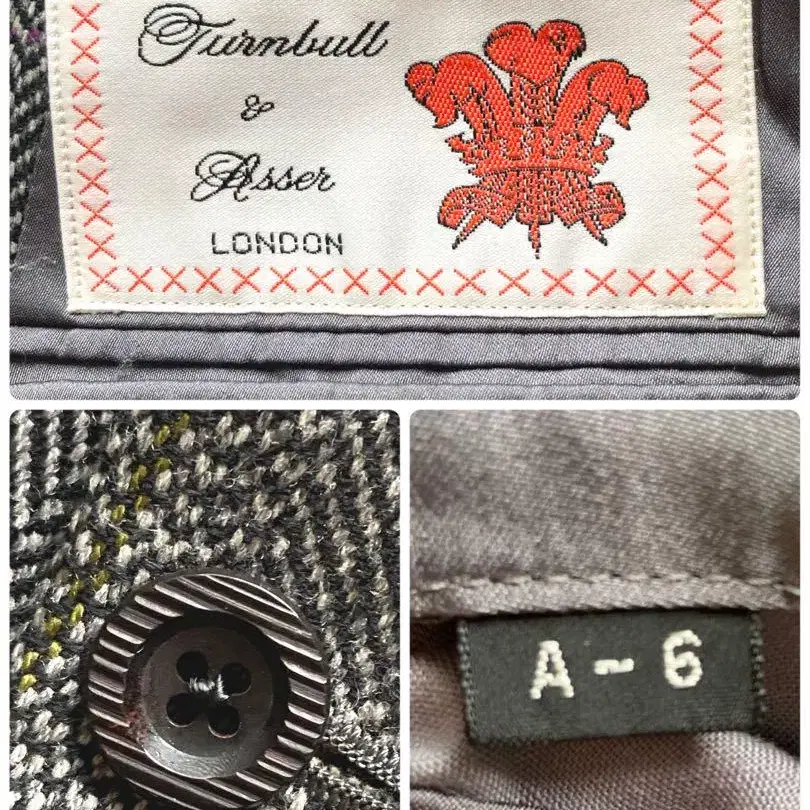 Turnbull
&
Asser
LONDON
A-6